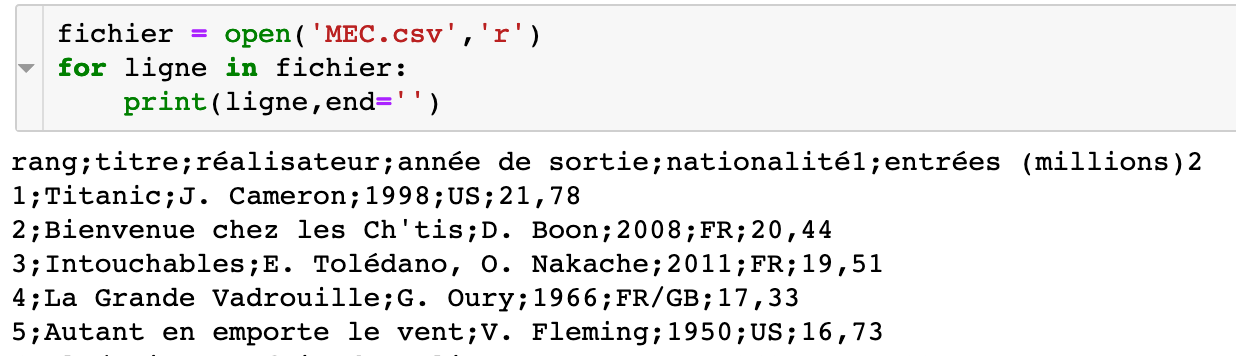 fichier = open('MEC.csv','r')
for ligne in fichier:
    print(ligne,end='')
rang;titre;réalisateur;année de sortie;nationalité1;entrées (millions)2
1;Titanic;J. Cameron;1998;US;21,78
2;Bienvenue chez les Ch'tis;D. Boon;2008;FR;20,44
3;Intouchables;E. Tolédano, O. Nakache;2011;FR;19,51
4;La Grande Vadrouille;G. Oury;1966;FR/GB;17,33
5;Autant en emporte le vent;V. Fleming;1950;US;16,73